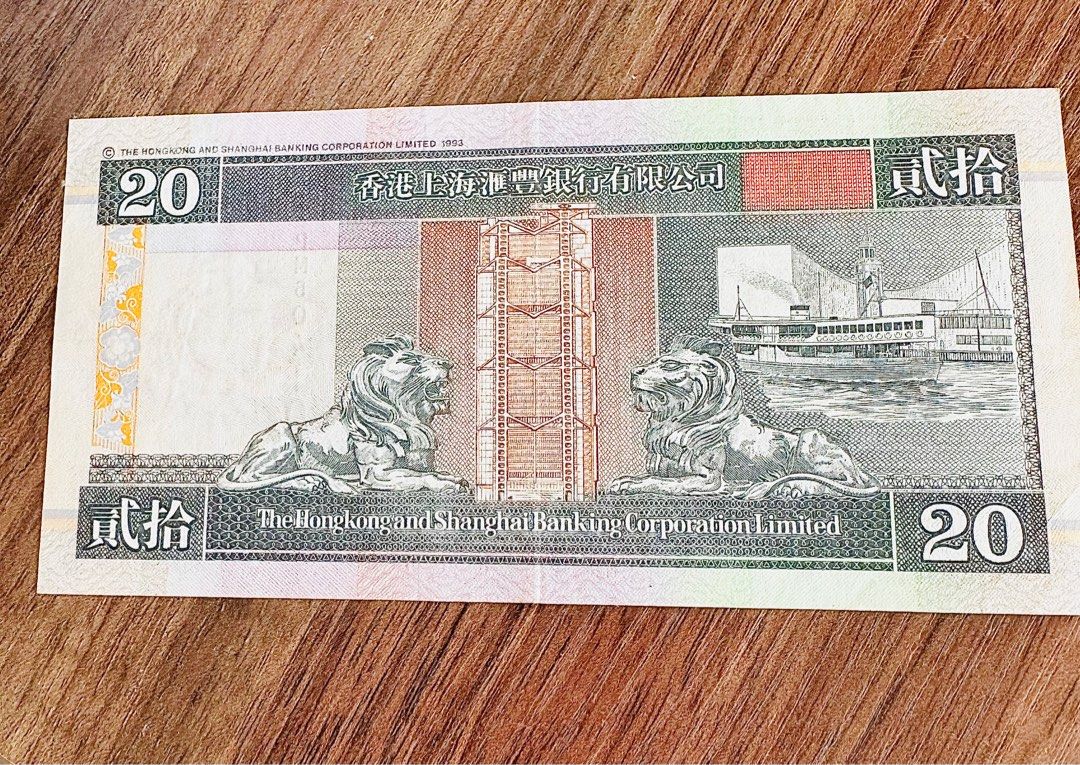 © THE HONGKONG AND SHANGHAI BANKING CORPORATION LIMITED 1993
20 香港上海滙豐銀行有限公司 貳拾
貳拾 The Hongkong and Shanghai Banking Corporation Limited 20